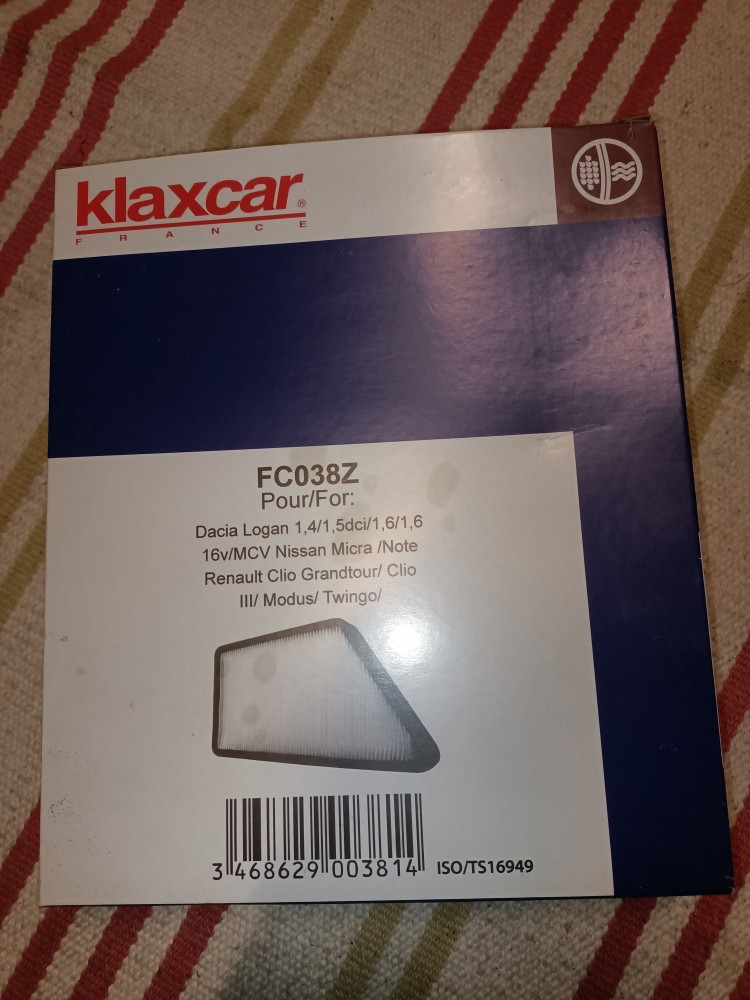 klaxcar®
FRANCE
FC038Z
Pour/For:
Dacia Logan 1,4/1,5dci/1,6/1,6
16v/MCV Nissan Micra /Note
Renault Clio Grandtour/ Clio
III/ Modus/ Twingo/
3 468629 003814
ISO/TS16949